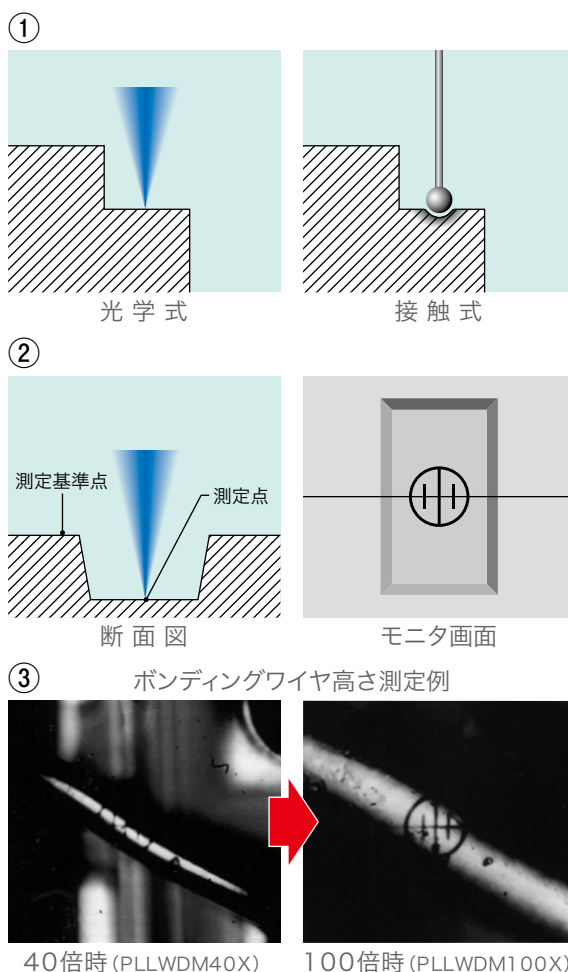 ①
光学式
接触式
②
測定基準点
測定点
断面図
モニタ画面
③ ボンディングワイヤ高さ測定例
40倍時(PLLWDM40X)
100倍時(PLLWDM100X)